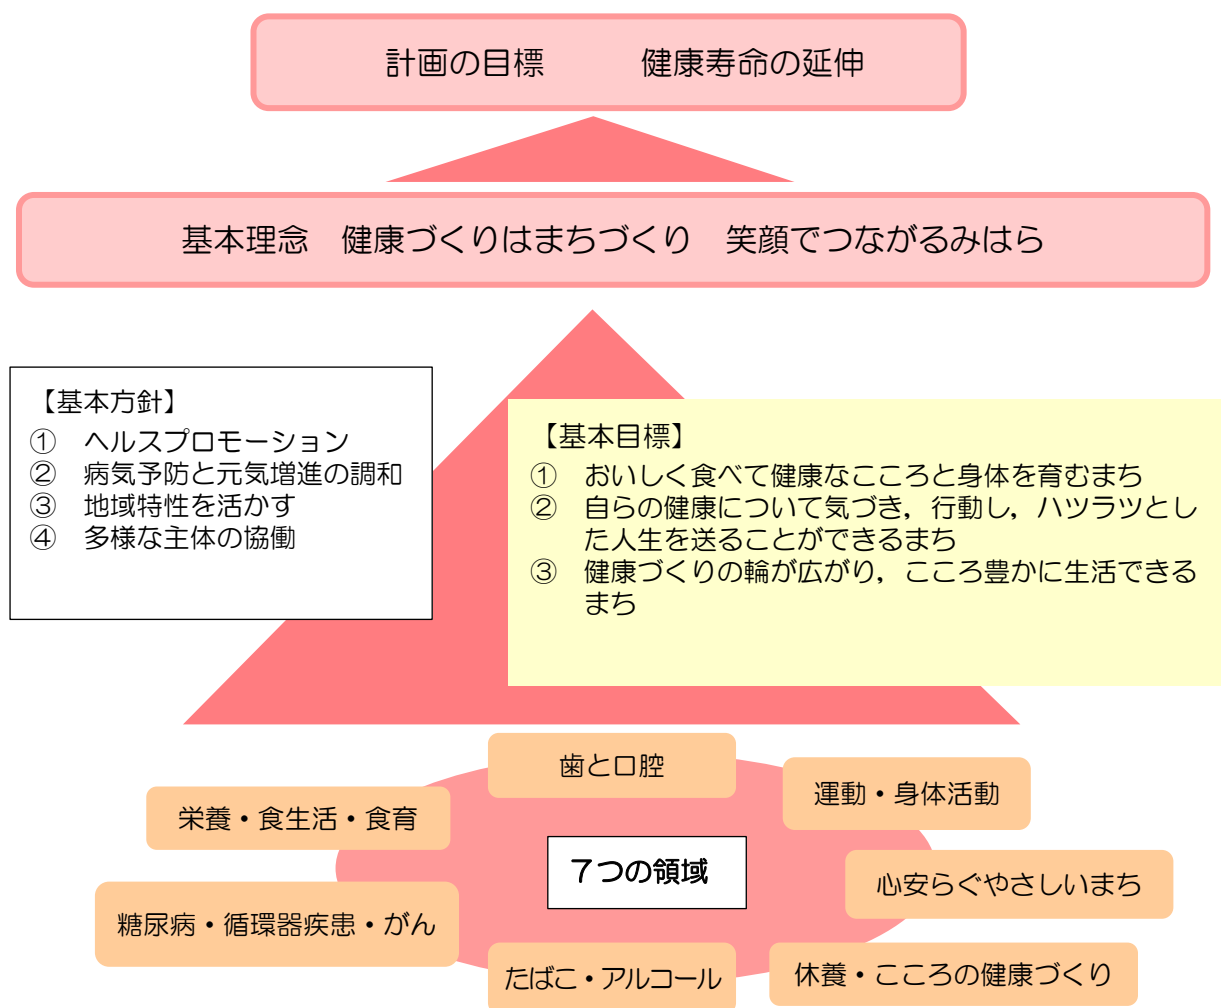 計画の目標　　　健康寿命の延伸
基本理念　健康づくりはまちづくり　笑顔でつながるみはら
【基本方針】
①　ヘルスプロモーション
②　病気予防と元気増進の調和
③　地域特性を活かす
④　多様な主体の協働
【基本目標】
①　おいしく食べて健康なこころと身体を育むまち
②　自らの健康について気づき，行動し，ハツラツとし
た人生を送ることができるまち
③　健康づくりの輪が広がり，こころ豊かに生活できる
まち
歯と口腔
運動・身体活動
栄養・食生活・食育
７つの領域
心安らぐやさしいまち
糖尿病・循環器疾患・がん
たばこ・アルコール
休養・こころの健康づくり